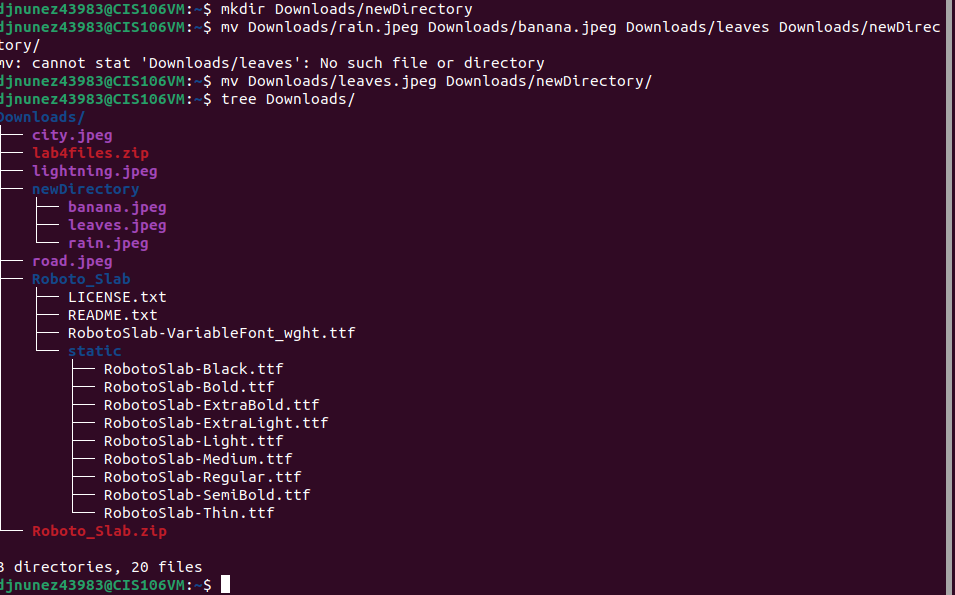 djnunez43983@CIS106VM:~$ mkdir Downloads/newDirectory
djnunez43983@CIS106VM:~$ mv Downloads/rain.jpeg Downloads/banana.jpeg Downloads/leaves Downloads/newDirec
tory/
mv: cannot stat 'Downloads/leaves': No such file or directory
djnunez43983@CIS106VM:~$ mv Downloads/leaves.jpeg Downloads/newDirectory/
djnunez43983@CIS106VM:~$ tree Downloads/
Downloads/
├── city.jpeg
├── lab4files.zip
├── lightning.jpeg
├── newDirectory
│   ├── banana.jpeg
│   ├── leaves.jpeg
│   └── rain.jpeg
├── road.jpeg
├── Roboto_Slab
│   ├── LICENSE.txt
│   ├── README.txt
│   ├── RobotoSlab-VariableFont_wght.ttf
│   └── static
│       ├── RobotoSlab-Black.ttf
│       ├── RobotoSlab-Bold.ttf
│       ├── RobotoSlab-ExtraBold.ttf
│       ├── RobotoSlab-ExtraLight.ttf
│       ├── RobotoSlab-Light.ttf
│       ├── RobotoSlab-Medium.ttf
│       ├── RobotoSlab-Regular.ttf
│       ├── RobotoSlab-SemiBold.ttf
│       └── RobotoSlab-Thin.ttf
└── Roboto_Slab.zip
3 directories, 20 files
djnunez43983@CIS106VM:~$